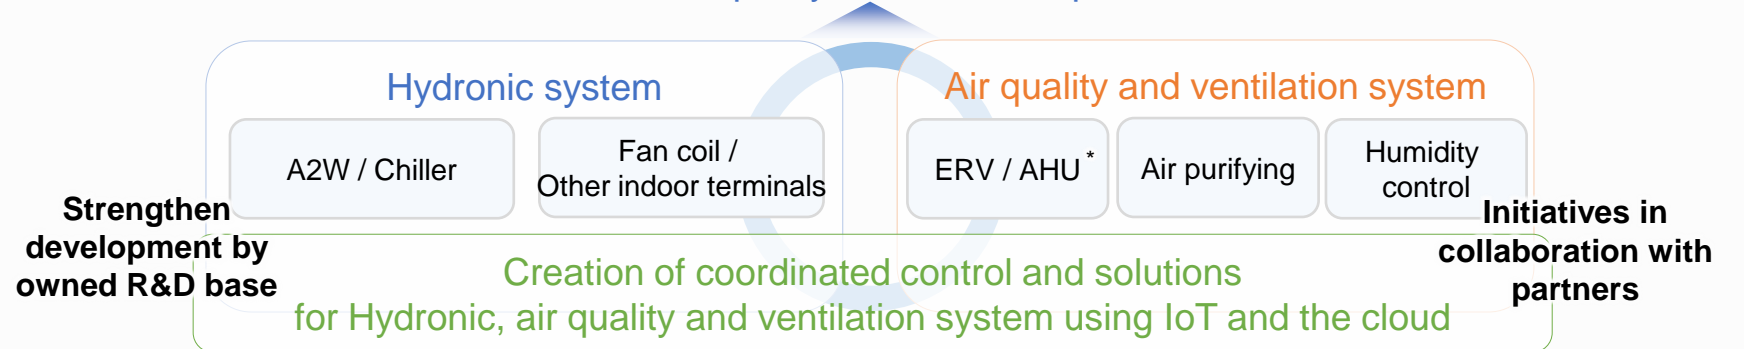 Hydronic system
Air quality and ventilation system
A2W / Chiller
Fan coil /
Other indoor terminals
ERV / AHU*
Air purifying
Humidity
control
Strengthen
development by
owned R&D base
Initiatives in
collaboration with
partners
Creation of coordinated control and solutions
for Hydronic, air quality and ventilation system using IoT and the cloud